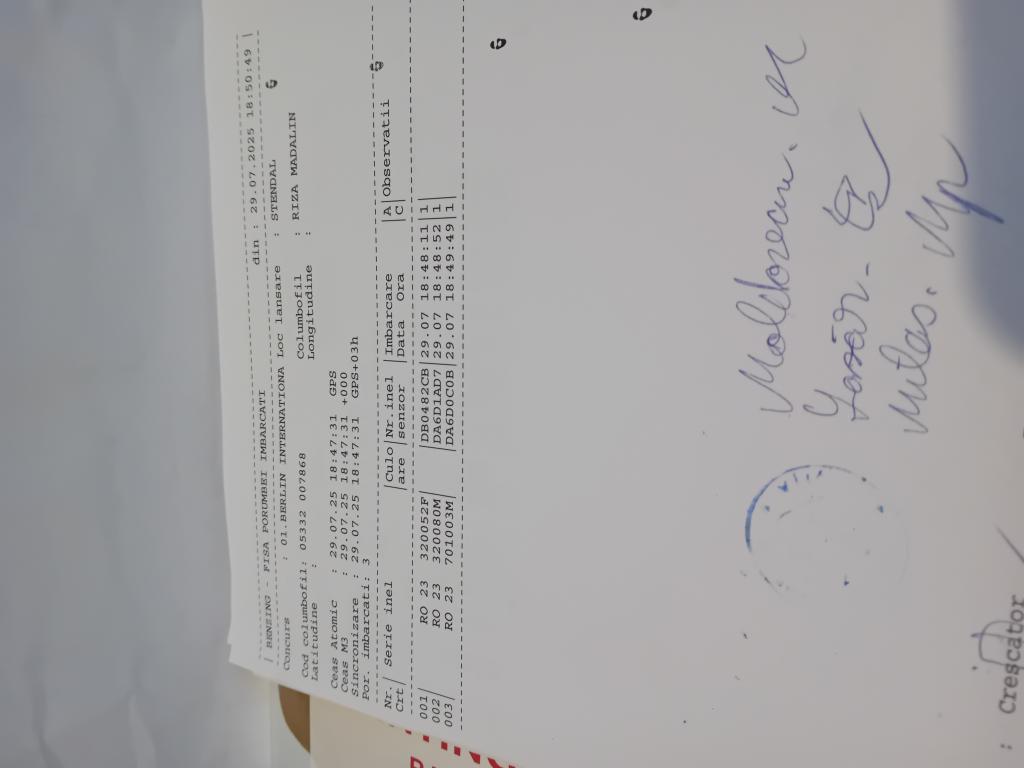 din : 29.07.2025 18:50:49 |
| BENZING - FISA PORUMBEI IMBARCATI
Concurs : 01.BERLIN INTERNATIONA Loc lansare : STENDAL
Cod columbofil: 05332 007868 Columbofil : RIZA MADALIN
Latitudine : Longitudine :
Ceas Atomic : 29.07.25 18:47:31 GPS
Ceas M3 : 29.07.25 18:47:31 +000
Sincronizare : 29.07.25 18:47:31 GPS+03h
Por. imbarcati: 3
Nr.| Serie inel |Culo|Nr.inel |Imbarcare |A|Observatii
Crt| |are |senzor |Data Ora |C|
001| RO 23 320052F| |DB0482CB|29.07 18:48:11|1|
002| RO 23 320080M| |DA6D1AD7|29.07 18:48:52|1|
003| RO 23 701003M| |DA6D0C0B|29.07 18:49:49|1|
: Crescator